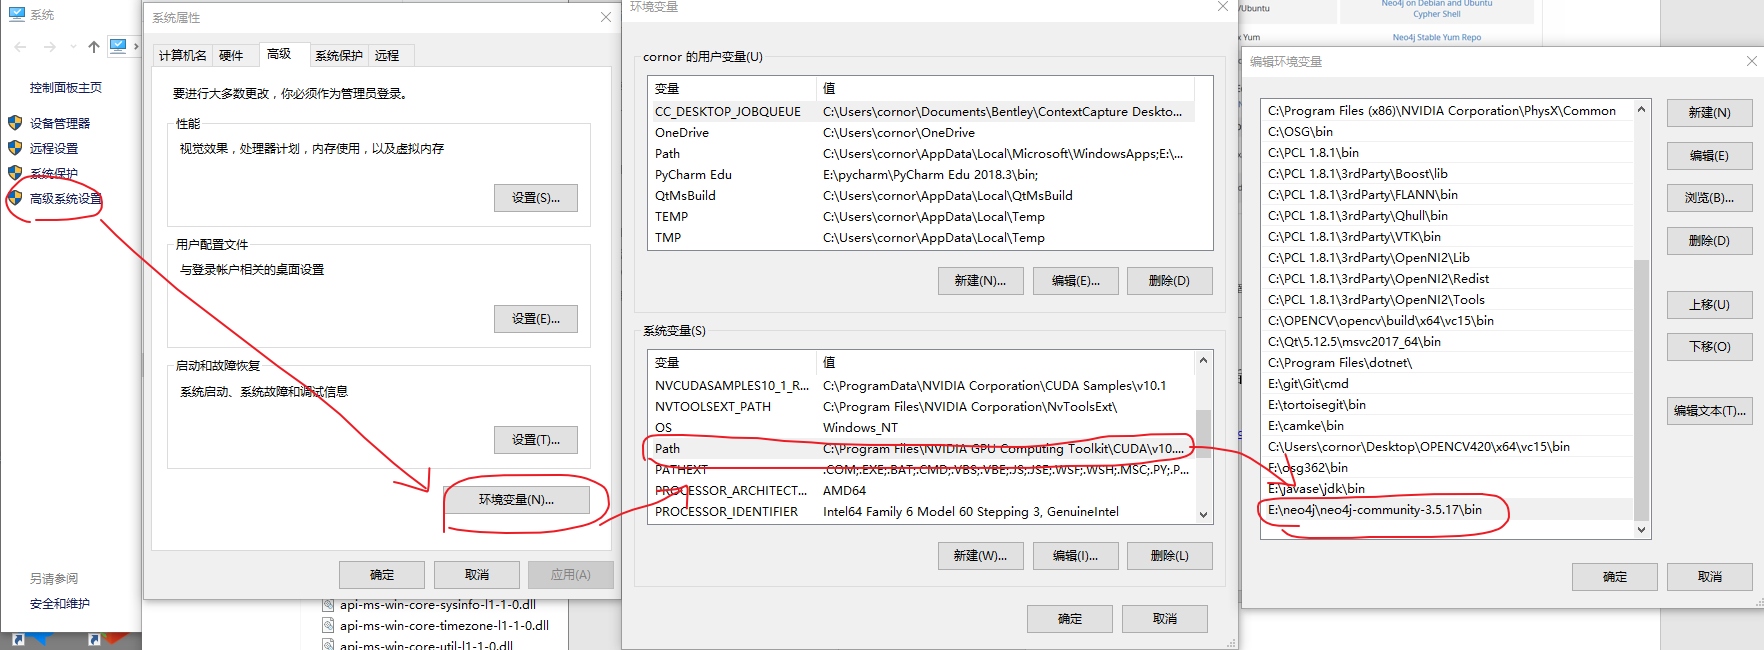 系统
控制面板主页
设备管理器
远程设置
系统保护
高级系统设置
另请参阅
安全和维护
系统属性
计算机名 硬件 高级 系统保护 远程
要进行大多数更改，你必须作为管理员登录。
性能
视觉效果，处理器计划，内存使用，以及虚拟内存
设置(S)...
用户配置文件
与登录帐户相关的桌面设置
设置(E)...
启动和故障恢复
系统启动、系统故障和调试信息
设置(T)...
环境变量(N)...
确定 取消 应用(A)
api-ms-win-core-sysinfo-l1-1-0.dll
api-ms-win-core-timezone-l1-1-0.dll
api-ms-win-core-util-l1-1-0.dll
环境变量
cornor 的用户变量(U)
变量 值
CC_DESKTOP_JOBQUEUE C:\Users\cornor\Documents\Bentley\ContextCapture Deskto...
OneDrive C:\Users\cornor\OneDrive
Path C:\Users\cornor\AppData\Local\Microsoft\WindowsApps;E:\...
PyCharm Edu E:\pycharm\PyCharm Edu 2018.3\bin;
QtMsBuild C:\Users\cornor\AppData\Local\QtMsBuild
TEMP C:\Users\cornor\AppData\Local\Temp
TMP C:\Users\cornor\AppData\Local\Temp
新建(N)... 编辑(E)... 删除(D)
系统变量(S)
变量 值
NVCUDASAMPLES10_1_R... C:\ProgramData\NVIDIA Corporation\CUDA Samples\v10.1
NVTOOLSEXT_PATH C:\Program Files\NVIDIA Corporation\NvToolsExt\
OS Windows_NT
Path C:\Program Files\NVIDIA GPU Computing Toolkit\CUDA\v10....
PATHEXT .COM;.EXE;.BAT;.CMD;.VBS;.VBE;.JS;.JSE;.WSF;.WSH;.MSC;.PY;.P...
PROCESSOR_ARCHITECT... AMD64
PROCESSOR_IDENTIFIER Intel64 Family 6 Model 60 Stepping 3, GenuineIntel
新建(W)... 编辑(I)... 删除(L)
确定 取消
/Ubuntu
Neo4j on Debian and Ubuntu
Cypher Shell
x Yum
Neo4j Stable Yum Repo
编辑环境变量
C:\Program Files (x86)\NVIDIA Corporation\PhysX\Common
C:\OSG\bin
C:\PCL 1.8.1\bin
C:\PCL 1.8.1\3rdParty\Boost\lib
C:\PCL 1.8.1\3rdParty\FLANN\bin
C:\PCL 1.8.1\3rdParty\Qhull\bin
C:\PCL 1.8.1\3rdParty\VTK\bin
C:\PCL 1.8.1\3rdParty\OpenNI2\Lib
C:\PCL 1.8.1\3rdParty\OpenNI2\Redist
C:\PCL 1.8.1\3rdParty\OpenNI2\Tools
C:\OPENCV\opencv\build\x64\vc15\bin
C:\Qt\5.12.5\msvc2017_64\bin
C:\Program Files\dotnet\
E:\git\Git\cmd
E:\tortoisegit\bin
E:\camke\bin
C:\Users\cornor\Desktop\OPENCV420\x64\vc15\bin
E:\osg362\bin
E:\javase\jdk\bin
E:\neo4j\neo4j-community-3.5.17\bin
新建(N)
编辑(E)
浏览(B)...
删除(D)
上移(U)
下移(O)
编辑文本(T)...
确定 取消